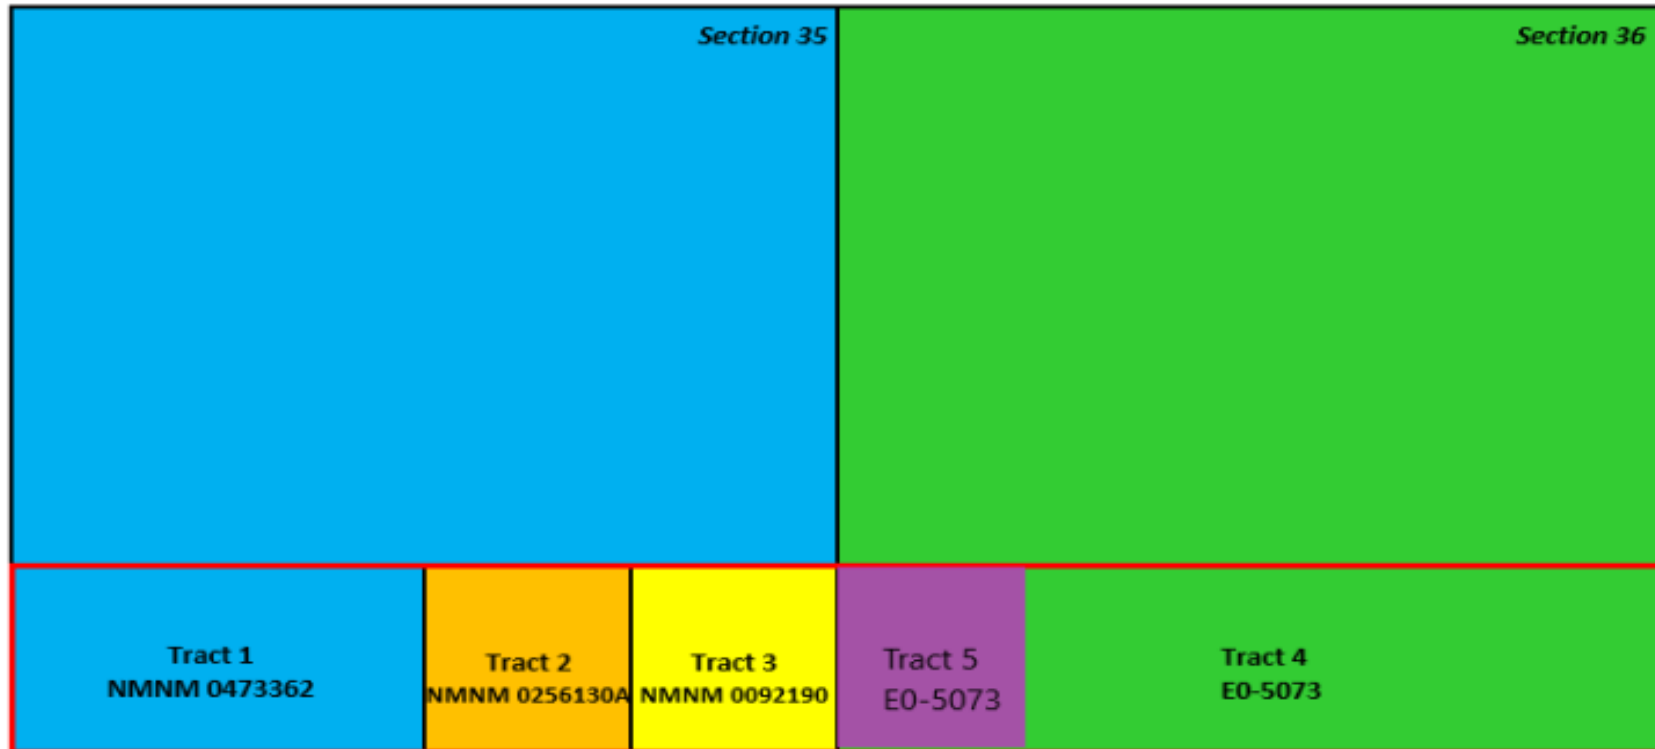 Section 35
Section 36
Tract 1
NMNM 0473362
Tract 2
NMNM 0256130A
Tract 3
NMNM 0092190
Tract 5
E0-5073
Tract 4
E0-5073